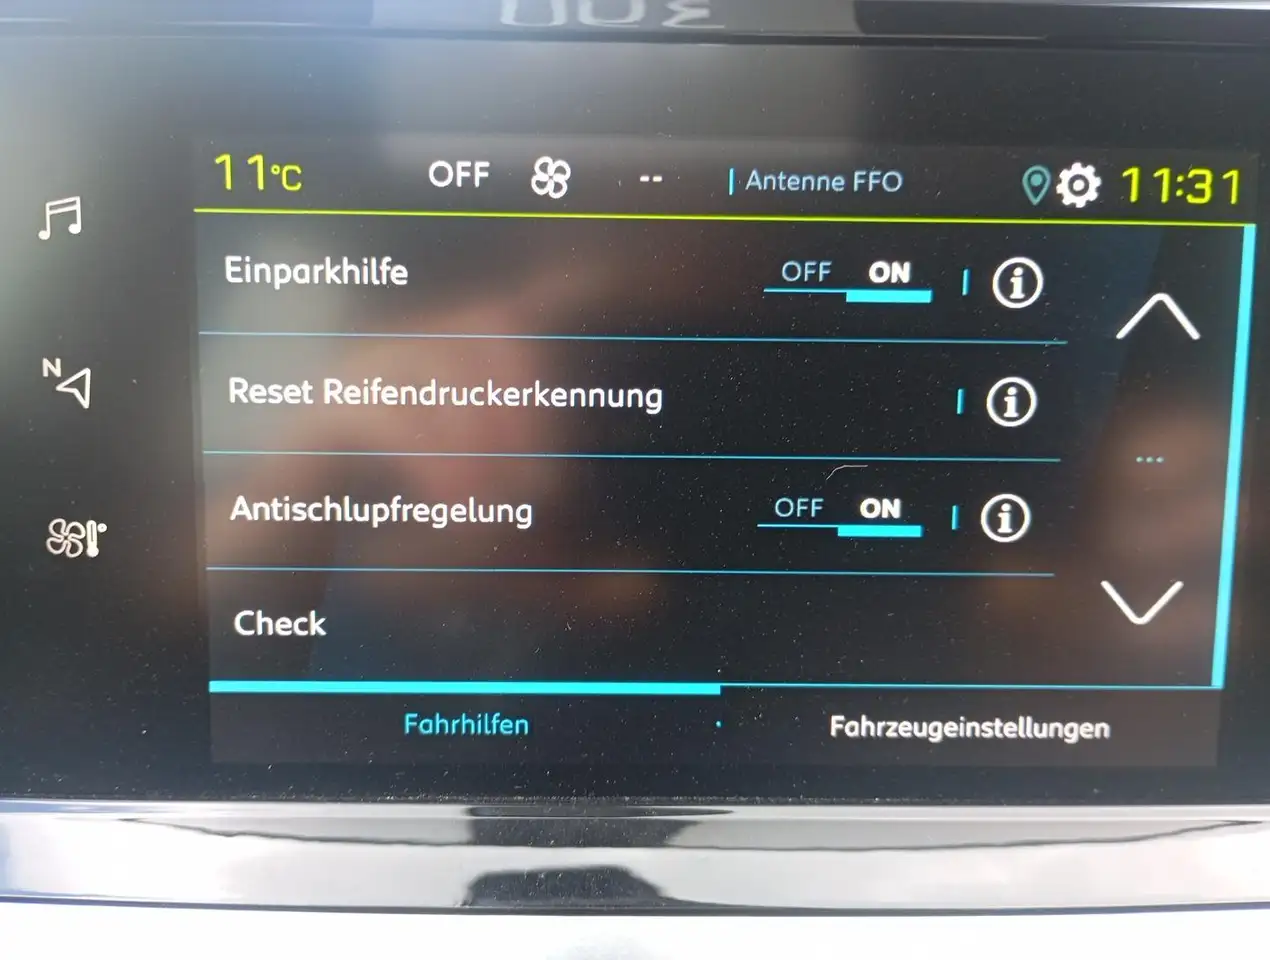 11°C OFF -- Antenne FFO 11:31
Einparkhilfe OFF ON i
N
Reset Reifendruckerkennung i
Antischlupfregelung OFF ON i
Check
Fahrhilfen Fahrzeugeinstellungen